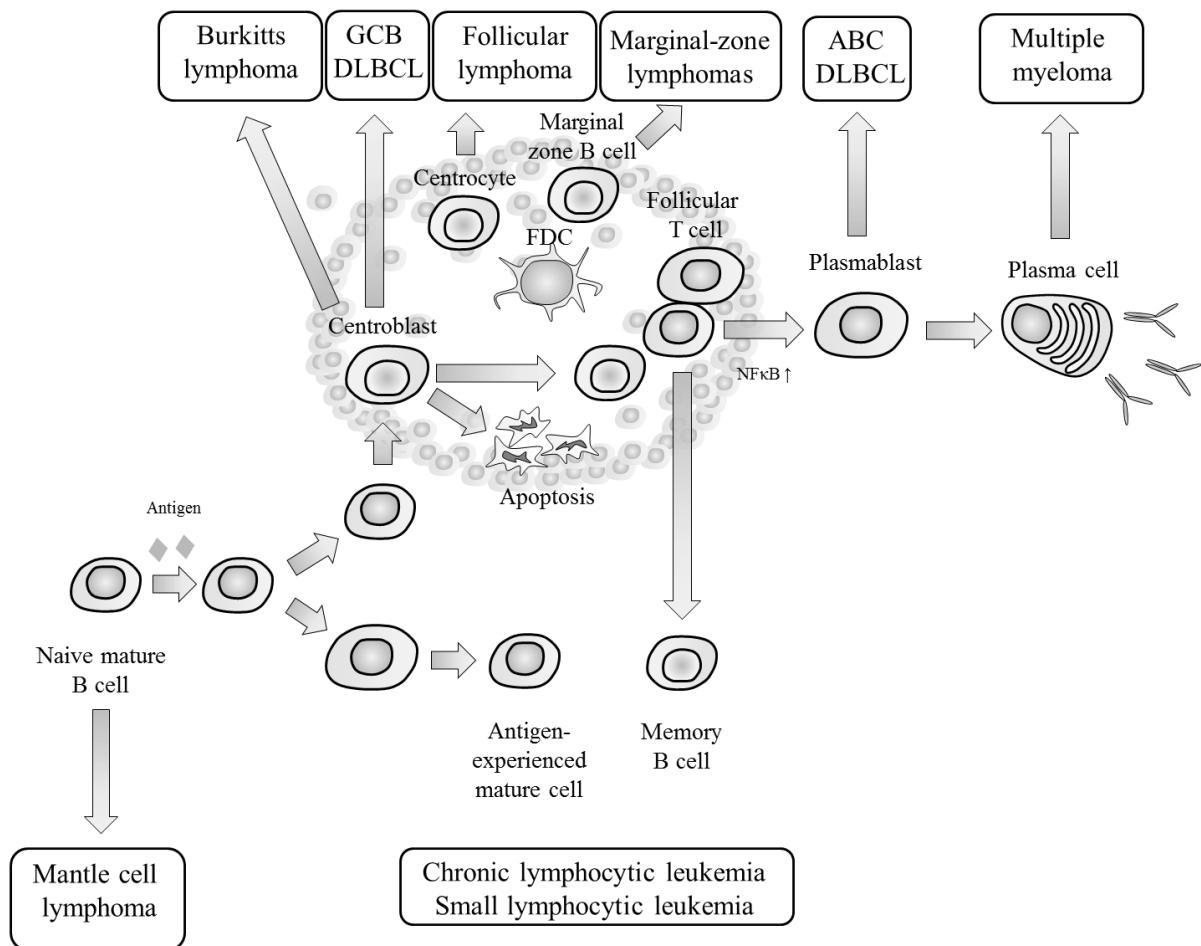 Burkitts
lymphoma
GCB
DLBCL
Follicular
lymphoma
Marginal-zone
lymphomas
ABC
DLBCL
Multiple
myeloma
Marginal
zone B cell
Centrocyte
Follicular
T cell
FDC
Plasmablast
Plasma cell
Centroblast
NFκB ↑
Apoptosis
Antigen
Naive mature
B cell
Antigen-
experienced
mature cell
Memory
B cell
Mantle cell
lymphoma
Chronic lymphocytic leukemia
Small lymphocytic leukemia